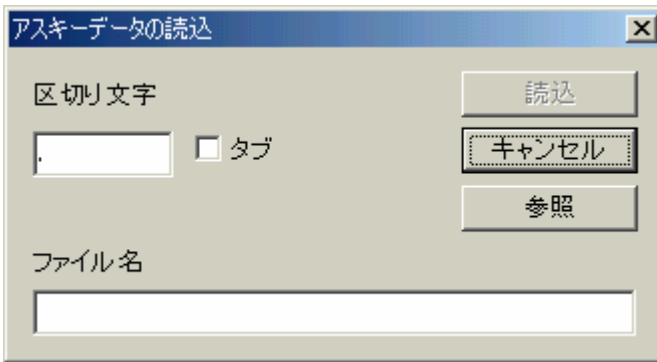 アスキーデータの読込
区切り文字
読込
,
タブ
キャンセル
参照
ファイル名